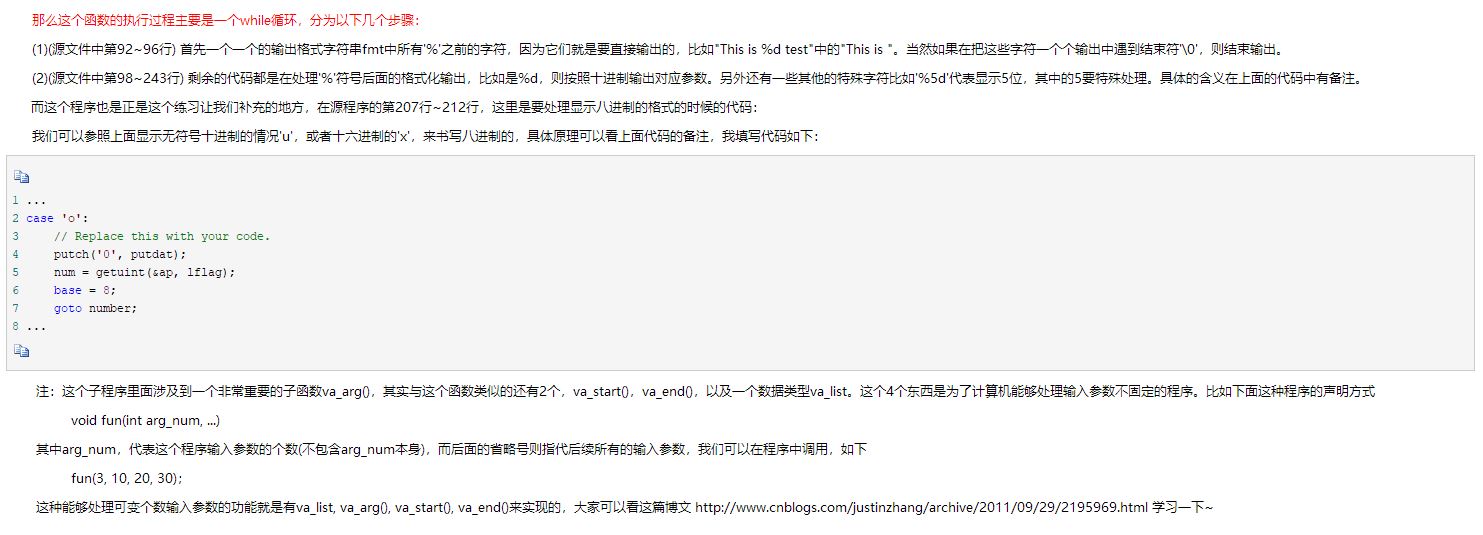 那么这个函数的执行过程主要是一个while循环，分为以下几个步骤：
(1)(源文件中第92~96行) 首先一个一个的输出格式字符串fmt中所有'%'之前的字符，因为它们就是要直接输出的，比如"This is %d test"中的"This is "。当然如果在把这些字符一个个输出中遇到结束符'\0'，则结束输出。
(2)(源文件中第98~243行) 剩余的代码都是在处理'%'符号后面的格式化输出，比如是%d，则按照十进制输出对应参数。另外还有一些其他的特殊字符比如'%5d'代表显示5位，其中的5要特殊处理。具体的含义在上面的代码中有备注。
而这个程序也是正是这个练习让我们补充的地方，在源程序的第207行~212行，这里是要处理显示八进制的格式的时候的代码：
我们可以参照上面显示无符号十进制的情况'u'，或者十六进制的'x'，来书写八进制的，具体原理可以看上面代码的备注，我填写代码如下：
1 ...
2 case 'o':
3     // Replace this with your code.
4     putch('0', putdat);
5     num = getuint(&ap, lflag);
6     base = 8;
7     goto number;
8 ...
注：这个子程序里面涉及到一个非常重要的子函数va_arg()，其实与这个函数类似的还有2个，va_start()，va_end()，以及一个数据类型va_list。这个4个东西是为了计算机能够处理输入参数不固定的程序。比如下面这种程序的声明方式
void fun(int arg_num, ...)
其中arg_num，代表这个程序输入参数的个数(不包含arg_num本身)，而后面的省略号则指代后续所有的输入参数，我们可以在程序中调用，如下
fun(3, 10, 20, 30);
这种能够处理可变个数输入参数的功能就是有va_list, va_arg(), va_start(), va_end()来实现的，大家可以看这篇博文 http://www.cnblogs.com/justinzhang/archive/2011/09/29/2195969.html 学习一下~